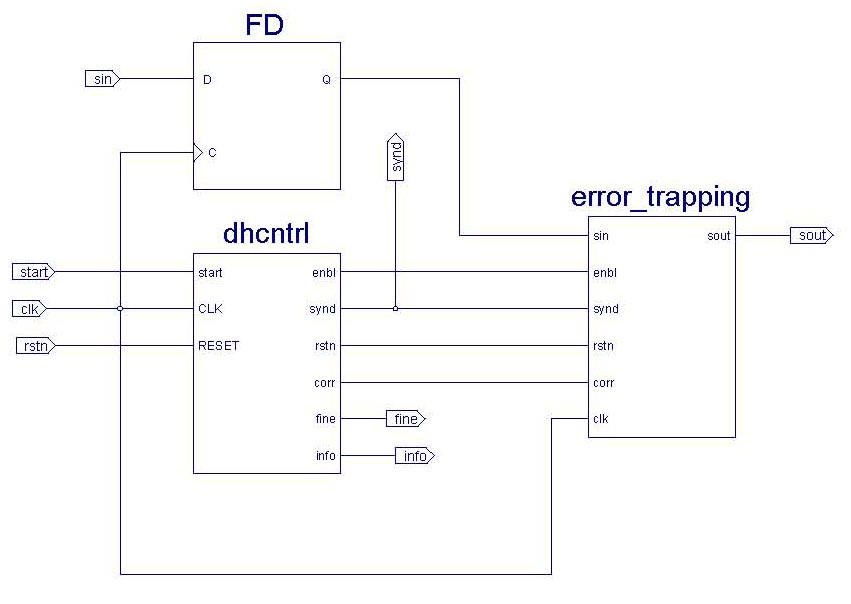 FD
sin
D
Q
C
synd
error_trapping
dhcntrl
sin
sout
sout
start
start
enbl
enbl
clk
CLK
synd
synd
rstn
RESET
rstn
rstn
corr
corr
fine
fine
clk
info
info